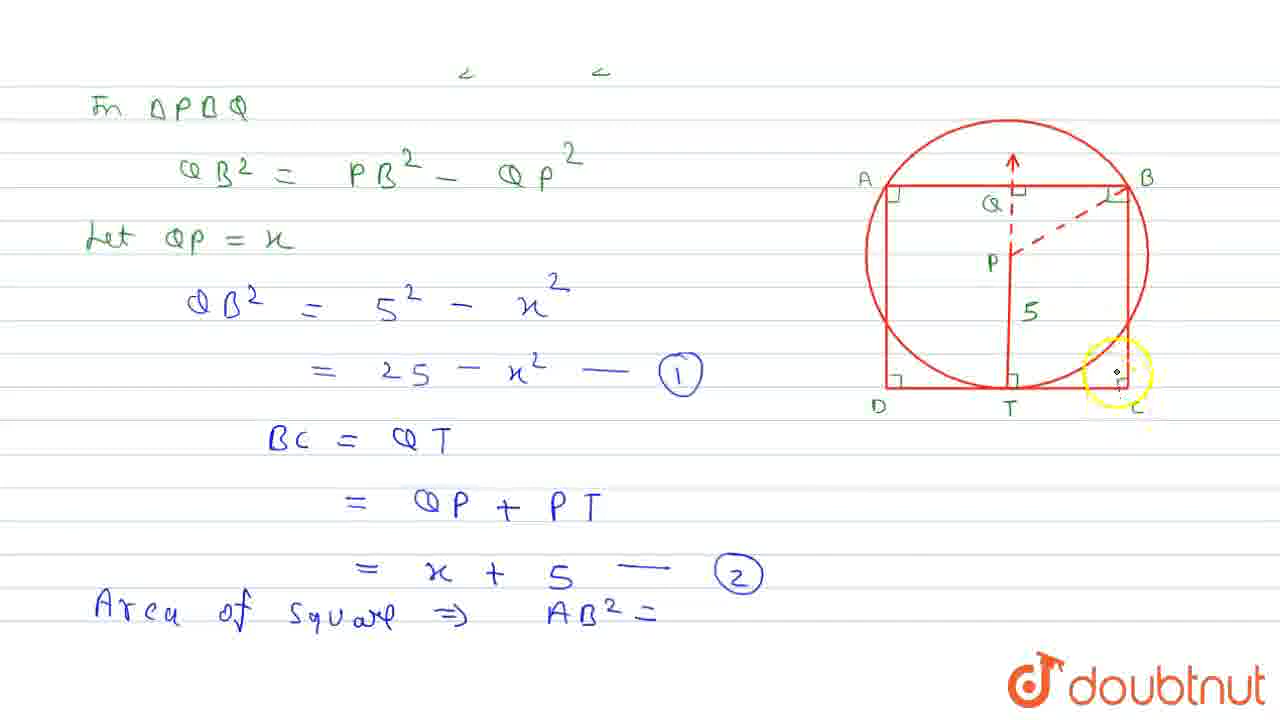 In Δ P B Q
QB² = PB² - QP²
Let QP = x
QB² = 5² - x²
= 25 - x² — ①
BC = QT
= QP + PT
= x + 5 — ②
Area of square ⇒ AB² =
A
B
Q
P
5
D
T
C
doubtnut